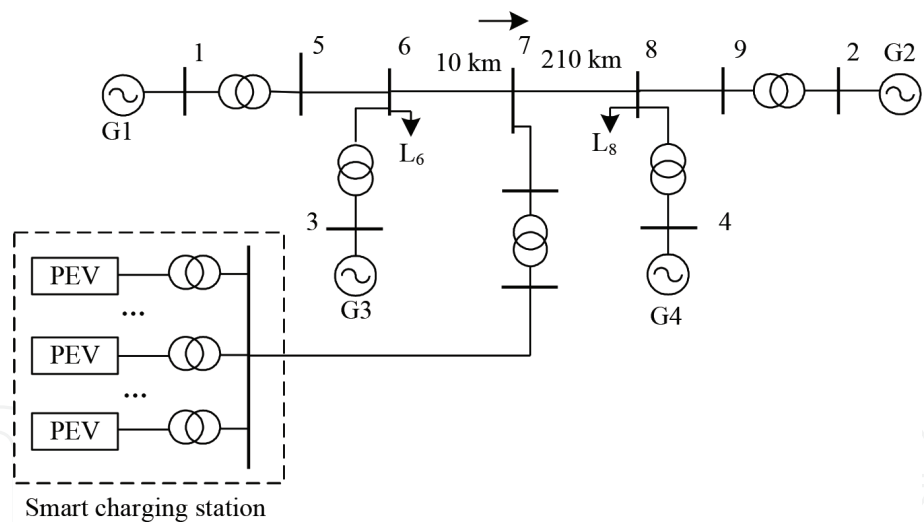 1
5
6
10 km
7
210 km
8
9
2
G2
G1
L₆
L₈
3
4
G3
G4
PEV
...
PEV
...
PEV
Smart charging station